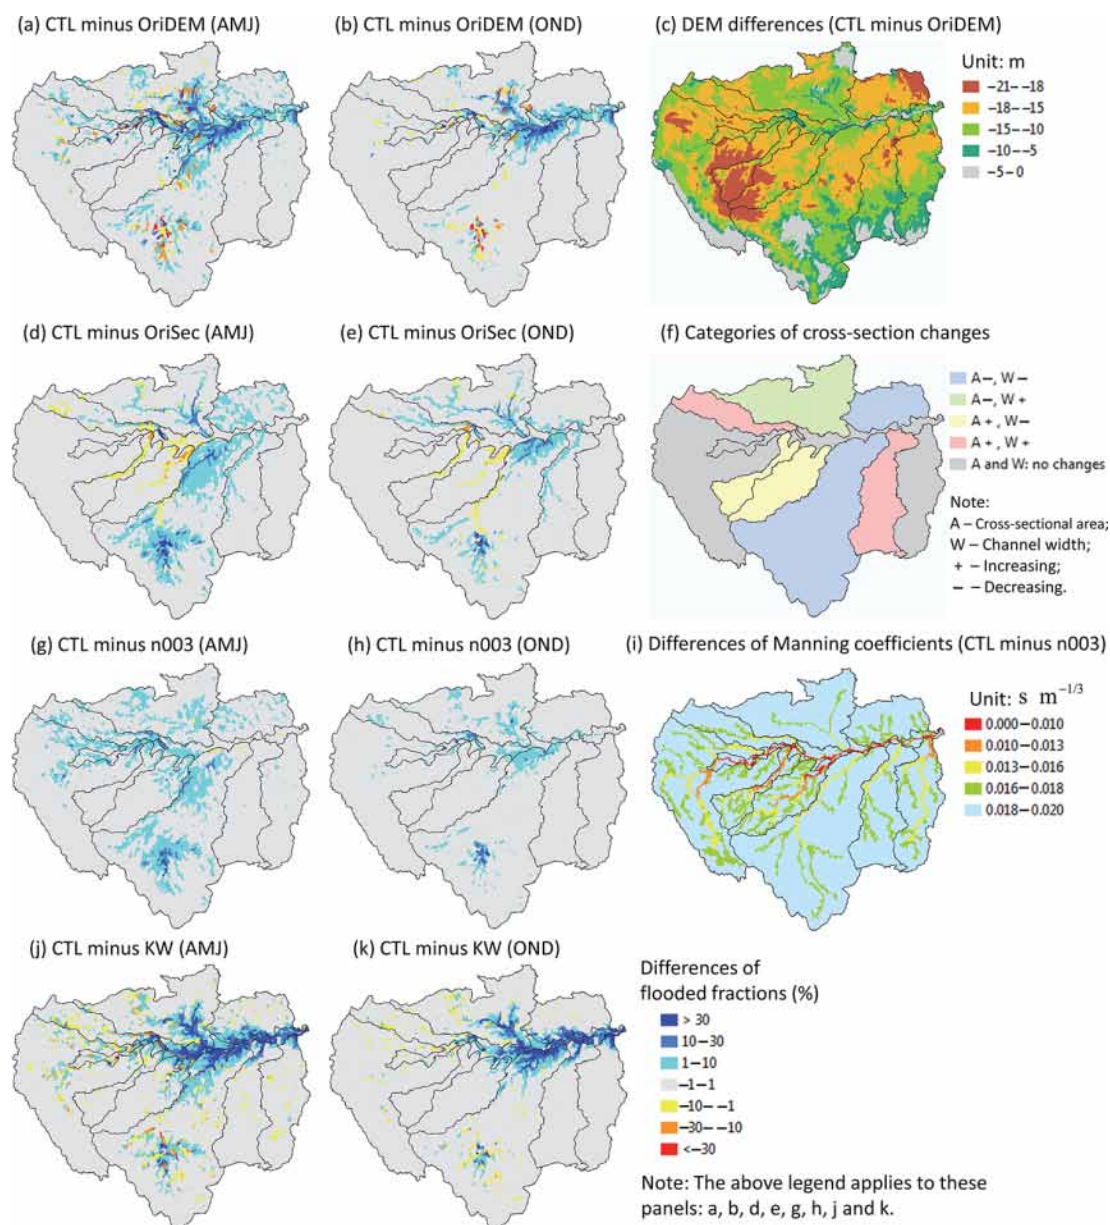 (a) CTL minus OriDEM (AMJ)
(b) CTL minus OriDEM (OND)
(c) DEM differences (CTL minus OriDEM)
Unit: m
−21−−18
−18−−15
−15−−10
−10−−5
−5−0
(d) CTL minus OriSec (AMJ)
(e) CTL minus OriSec (OND)
(f) Categories of cross-section changes
A−, W−
A−, W+
A+, W−
A+, W+
A and W: no changes
Note:
A – Cross-sectional area;
W – Channel width;
+ – Increasing;
− – Decreasing.
(g) CTL minus n003 (AMJ)
(h) CTL minus n003 (OND)
(i) Differences of Manning coefficients (CTL minus n003)
Unit: s m−1/3
0.000−0.010
0.010−0.013
0.013−0.016
0.016−0.018
0.018−0.020
(j) CTL minus KW (AMJ)
(k) CTL minus KW (OND)
Differences of
flooded fractions (%)
> 30
10−30
1−10
−1−1
−10−−1
−30−−10
<−30
Note: The above legend applies to these
panels: a, b, d, e, g, h, j and k.